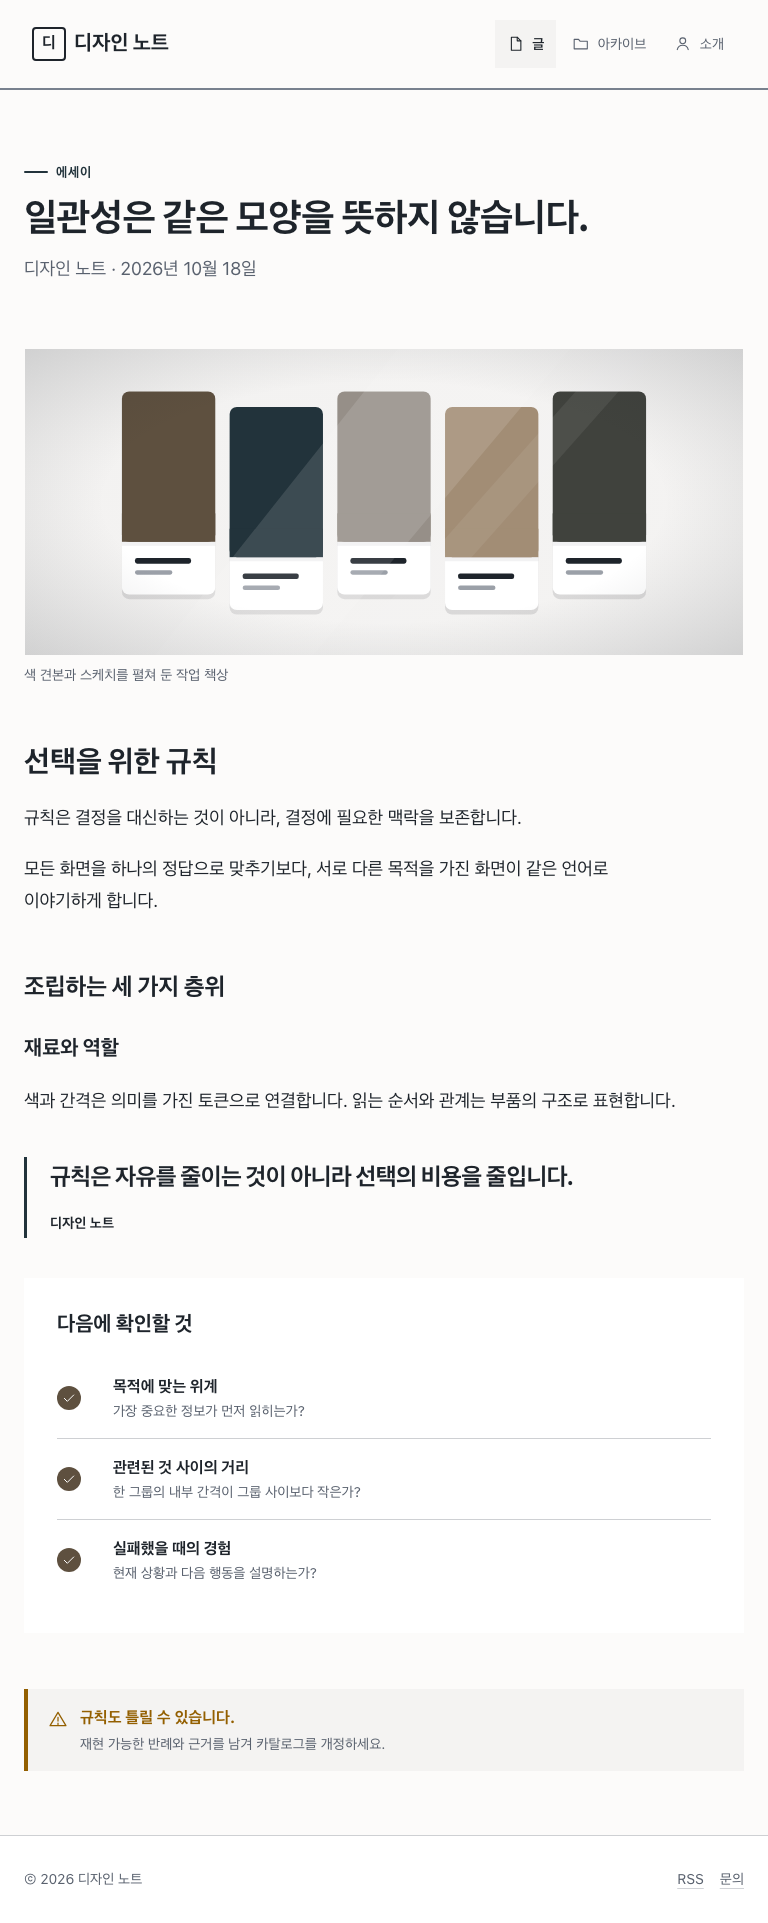 디 디자인 노트
글 아카이브 소개
에세이
일관성은 같은 모양을 뜻하지 않습니다.
디자인 노트 · 2026년 10월 18일
색 견본과 스케치를 펼쳐 둔 작업 책상
선택을 위한 규칙
규칙은 결정을 대신하는 것이 아니라, 결정에 필요한 맥락을 보존합니다.
모든 화면을 하나의 정답으로 맞추기보다, 서로 다른 목적을 가진 화면이 같은 언어로
이야기하게 합니다.
조립하는 세 가지 층위
재료와 역할
색과 간격은 의미를 가진 토큰으로 연결합니다. 읽는 순서와 관계는 부품의 구조로 표현합니다.
규칙은 자유를 줄이는 것이 아니라 선택의 비용을 줄입니다.
디자인 노트
다음에 확인할 것
목적에 맞는 위계
가장 중요한 정보가 먼저 읽히는가?
관련된 것 사이의 거리
한 그룹의 내부 간격이 그룹 사이보다 작은가?
실패했을 때의 경험
현재 상황과 다음 행동을 설명하는가?
규칙도 틀릴 수 있습니다.
재현 가능한 반례와 근거를 남겨 카탈로그를 개정하세요.
© 2026 디자인 노트
RSS 문의